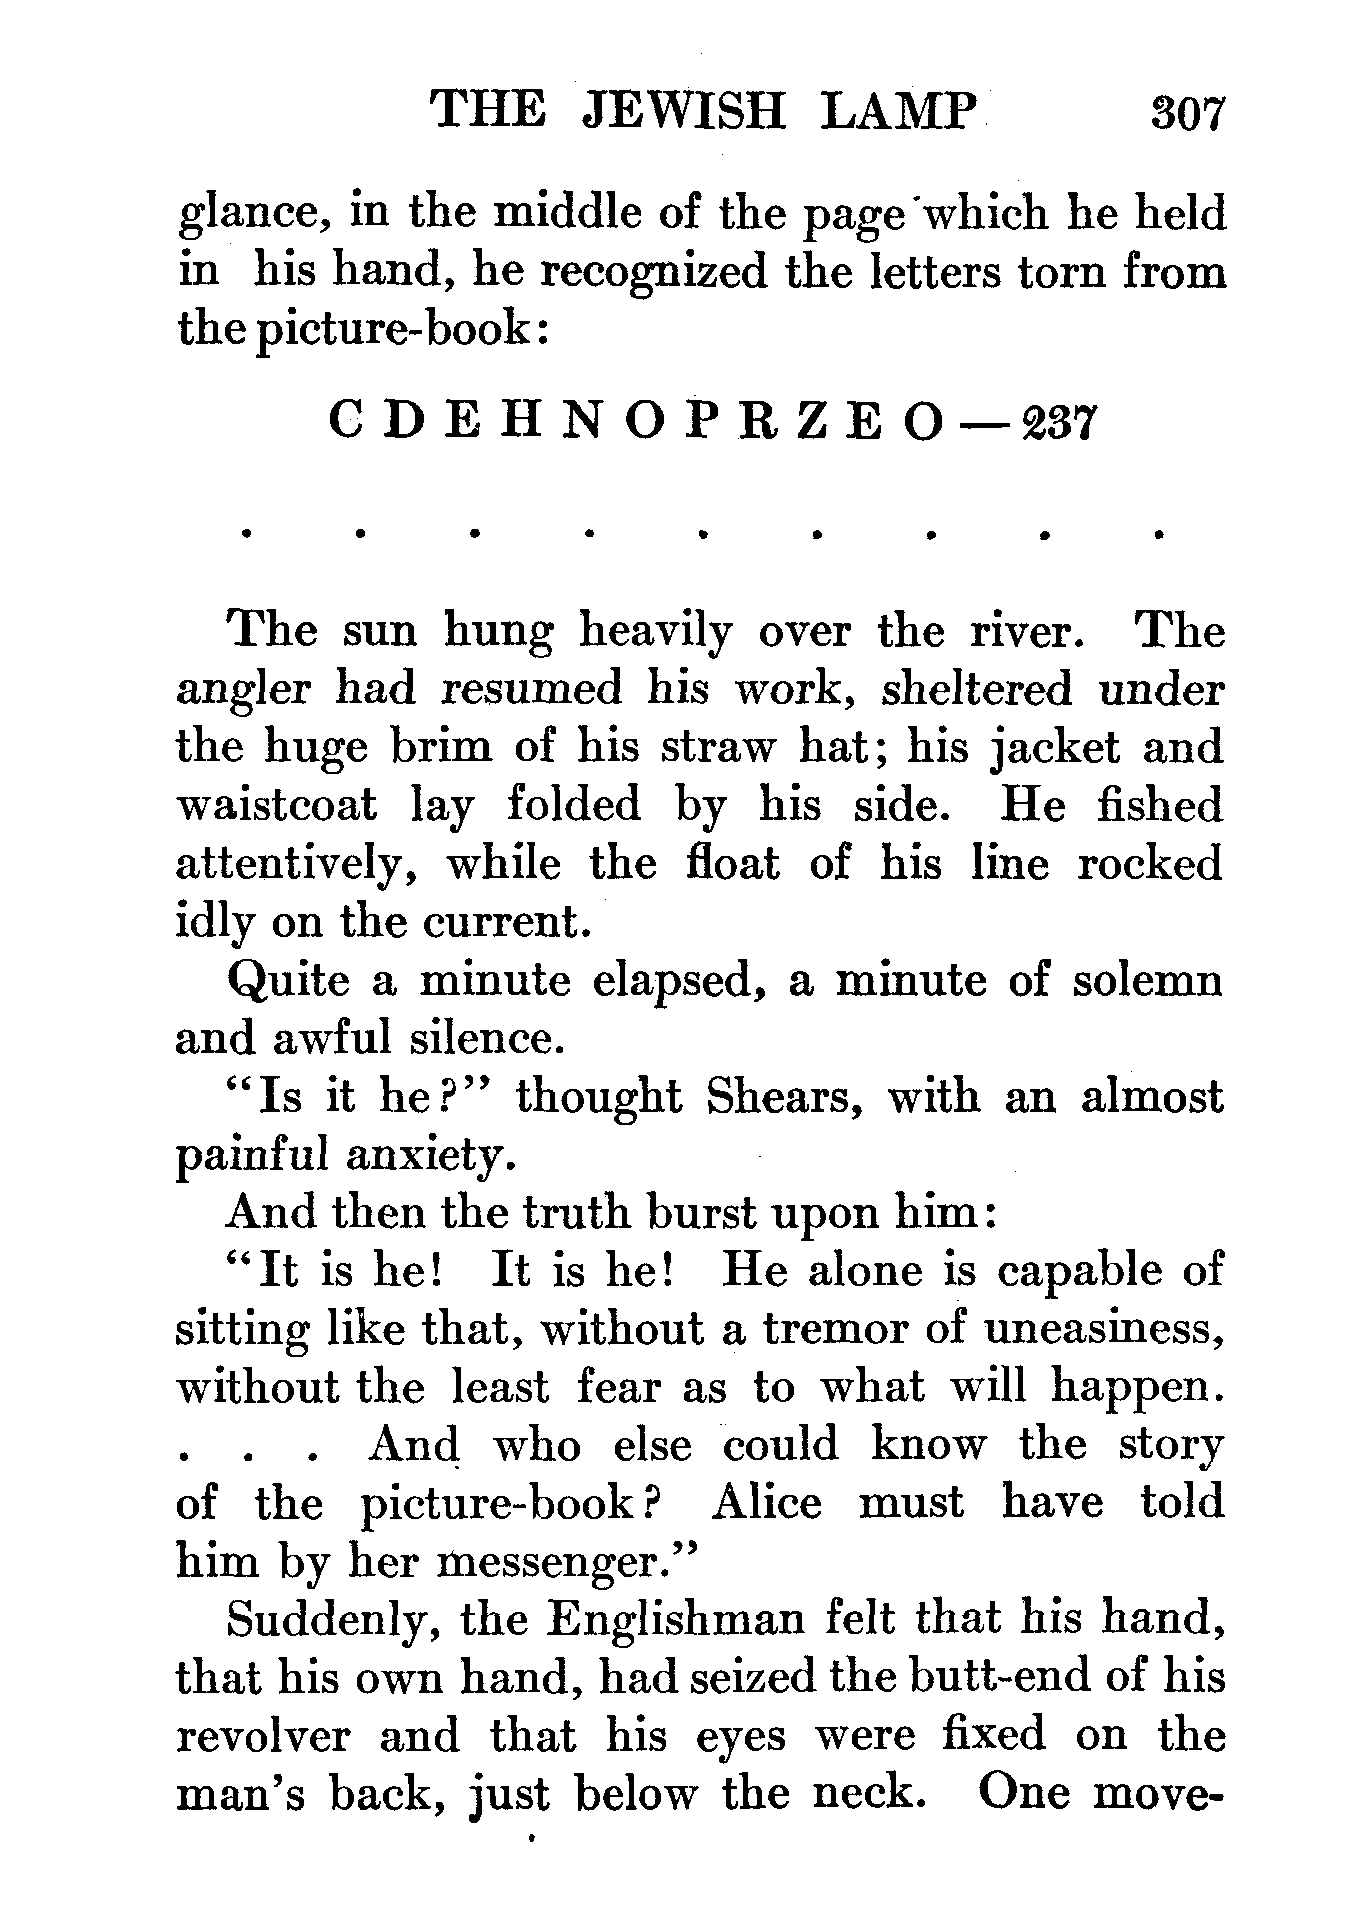 THE JEWISH LAMP 307
glance, in the middle of the page which he held
in his hand, he recognized the letters torn from
the picture-book:
C D E H N O P R Z E O—237
. . . . . . . . .
The sun hung heavily over the river. The
angler had resumed his work, sheltered under
the huge brim of his straw hat; his jacket and
waistcoat lay folded by his side. He fished
attentively, while the float of his line rocked
idly on the current.
Quite a minute elapsed, a minute of solemn
and awful silence.
“Is it he?” thought Shears, with an almost
painful anxiety.
And then the truth burst upon him:
“It is he! It is he! He alone is capable of
sitting like that, without a tremor of uneasiness,
without the least fear as to what will happen.
. . . And who else could know the story
of the picture-book? Alice must have told
him by her messenger.”
Suddenly, the Englishman felt that his hand,
that his own hand, had seized the butt-end of his
revolver and that his eyes were fixed on the
man’s back, just below the neck. One move-